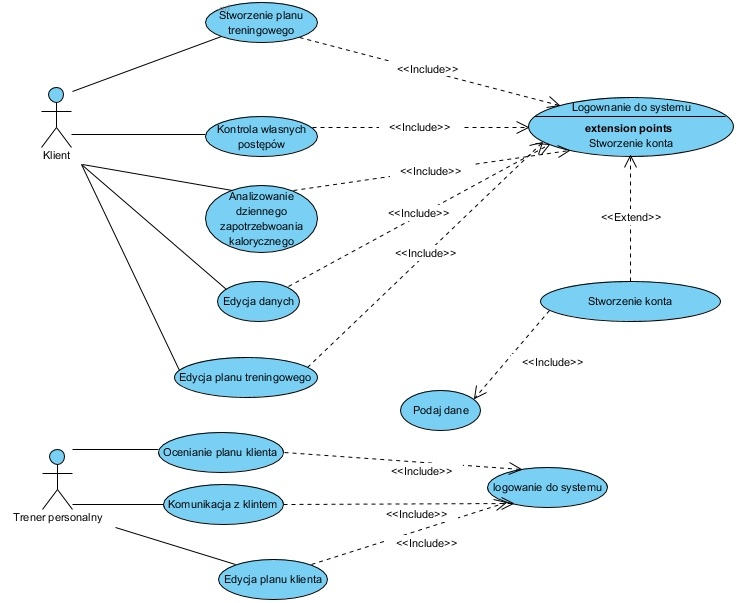 Stworzenie planu
treningowego
<<Include>>
Logownanie do systemu
extension points
Stworzenie konta
Kontrola własnych
postępów
<<Include>>
Klient
<<Include>>
Analizowanie
dziennego
zapotrzebwoania
kalorycznego
<<Include>>
<<Extend>>
<<Include>>
Edycja danych
Stworzenie konta
<<Include>>
Edycja planu treningowego
Podaj dane
Ocenianie planu klienta
<<Include>>
logowanie do systemu
Komunikacja z klintem
<<Include>>
Trener personalny
<<Include>>
Edycja planu klienta